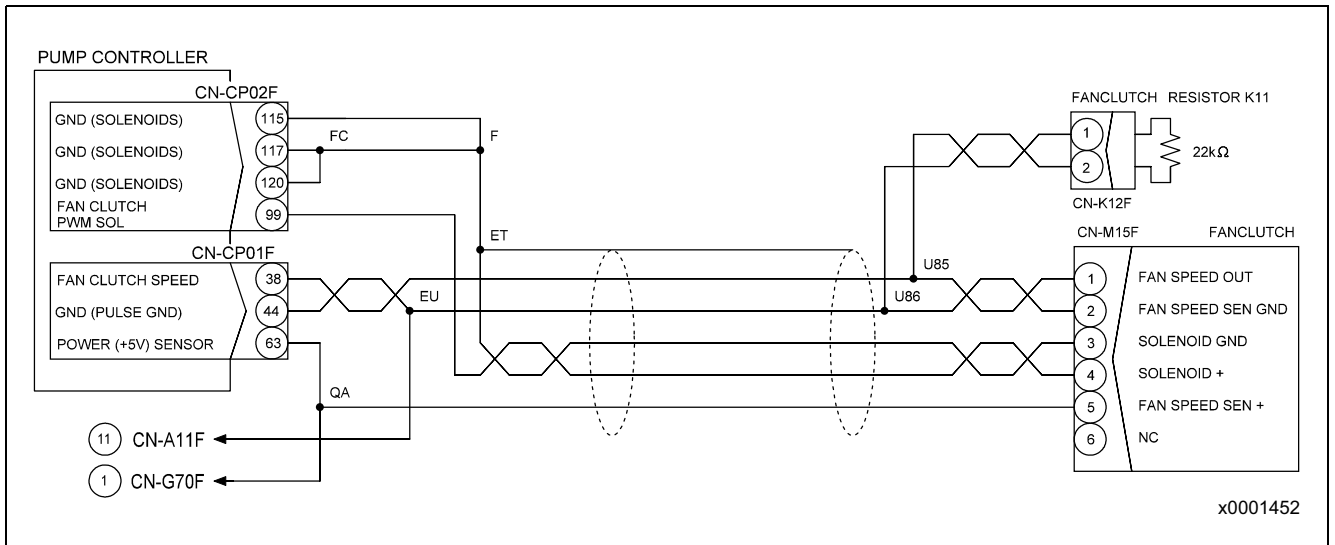 PUMP CONTROLLER
CN-CP02F
GND (SOLENOIDS) 115
GND (SOLENOIDS) 117
GND (SOLENOIDS) 120
FAN CLUTCH
PWM SOL 99
FC
F
ET
CN-CP01F
FAN CLUTCH SPEED 38
GND (PULSE GND) 44
POWER (+5V) SENSOR 63
EU
QA
11 CN-A11F
1 CN-G70F
U85
U86
FANCLUTCH RESISTOR K11
1
2
22kΩ
CN-K12F
CN-M15F FANCLUTCH
1 FAN SPEED OUT
2 FAN SPEED SEN GND
3 SOLENOID GND
4 SOLENOID +
5 FAN SPEED SEN +
6 NC
x0001452